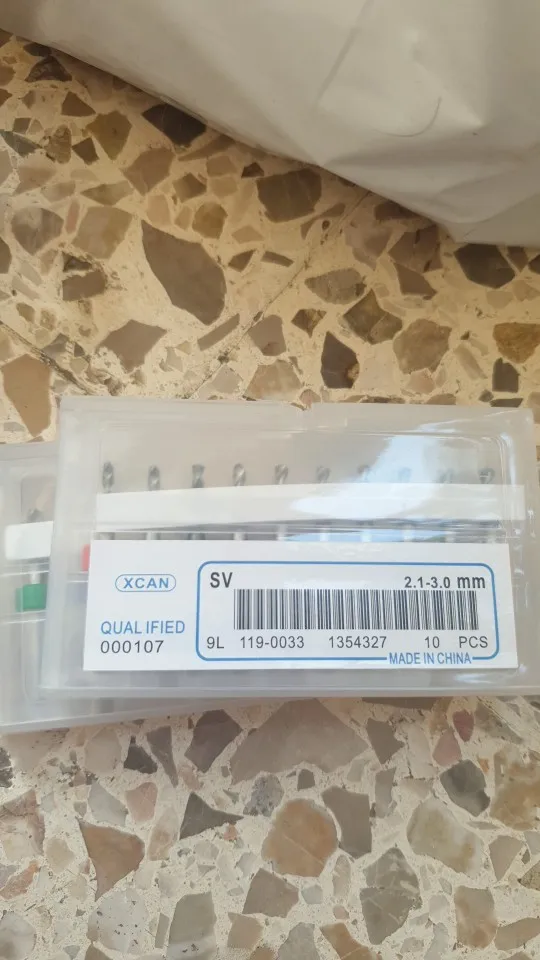 XCAN
QUALIFIED
000107
SV 2.1-3.0 mm
9L 119-0033 1354327 10 PCS
MADE IN CHINA